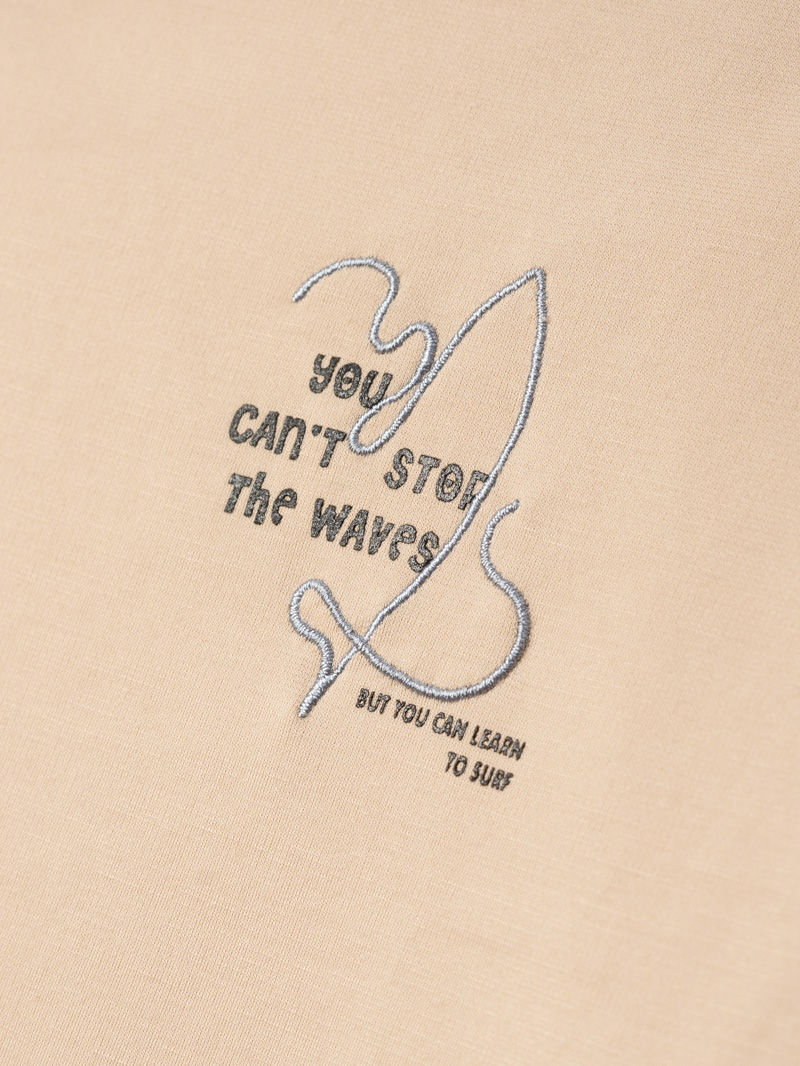 YOU
CAN'T STOP
The WAVes
BUT YOU CAN LEARN
TO SURF